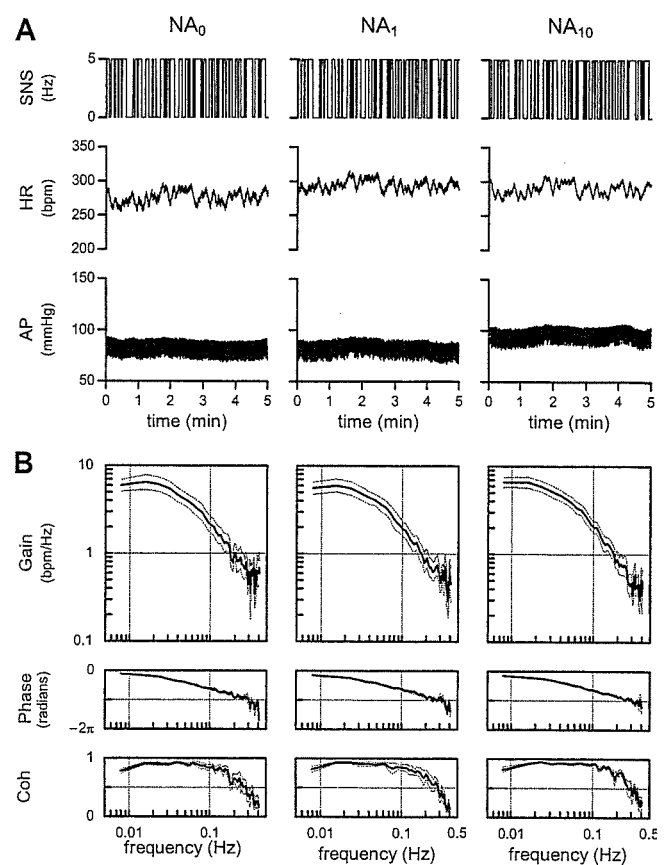 A
NA0 NA1 NA10
SNS
(Hz)
5
0
HR
(bpm)
350
300
250
200
AP
(mmHg)
150
100
50
0 1 2 3 4 5 0 1 2 3 4 5 0 1 2 3 4 5
time (min) time (min) time (min)
B
Gain
(bpm/Hz)
10
1
0.1
Phase
(radians)
0
−2π
Coh
1
0
0.01 0.1 0.01 0.1 0.5 0.01 0.1 0.5
frequency (Hz) frequency (Hz) frequency (Hz)